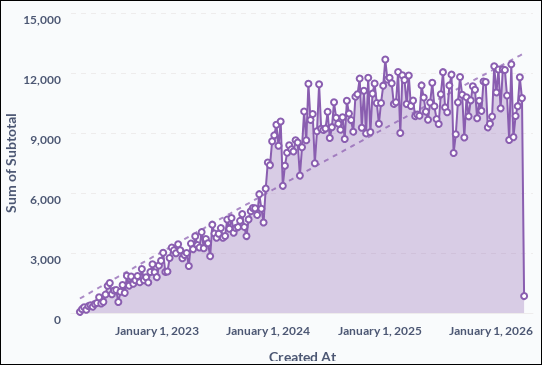 15,000
12,000
9,000
6,000
3,000
0
Sum of Subtotal
January 1, 2023 January 1, 2024 January 1, 2025 January 1, 2026
Created At